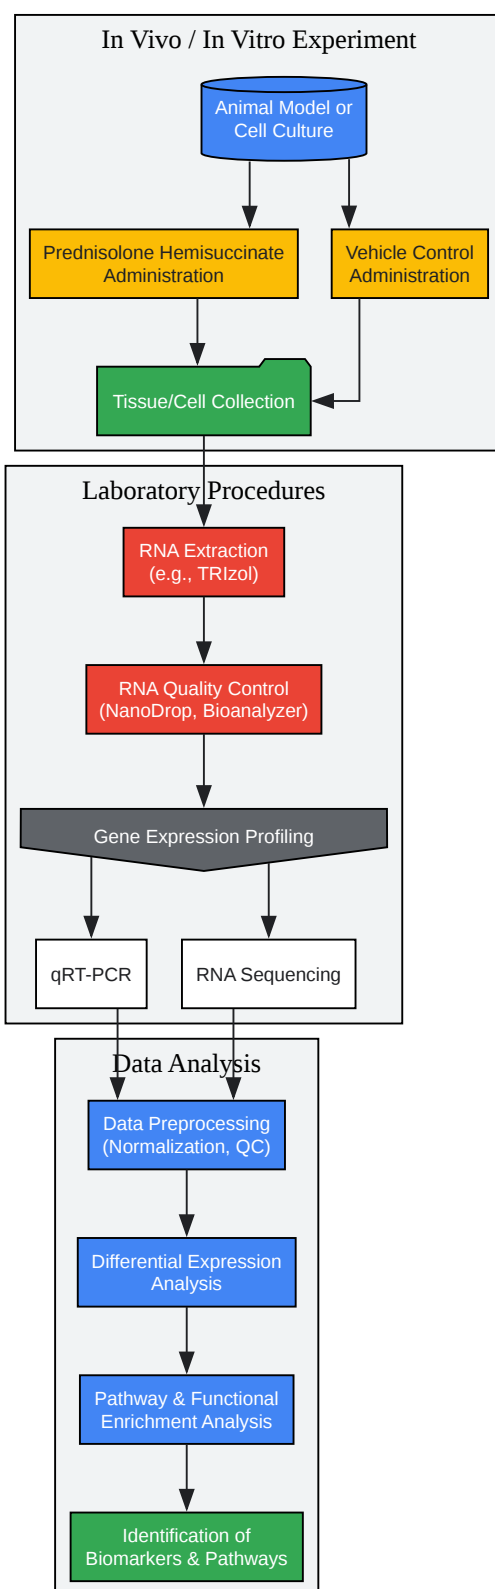 In Vivo / In Vitro Experiment
Animal Model or
Cell Culture
Prednisolone Hemisuccinate
Administration
Vehicle Control
Administration
Tissue/Cell Collection
Laboratory Procedures
RNA Extraction
(e.g., TRIzol)
RNA Quality Control
(NanoDrop, Bioanalyzer)
Gene Expression Profiling
qRT-PCR
RNA Sequencing
Data Analysis
Data Preprocessing
(Normalization, QC)
Differential Expression
Analysis
Pathway & Functional
Enrichment Analysis
Identification of
Biomarkers & Pathways